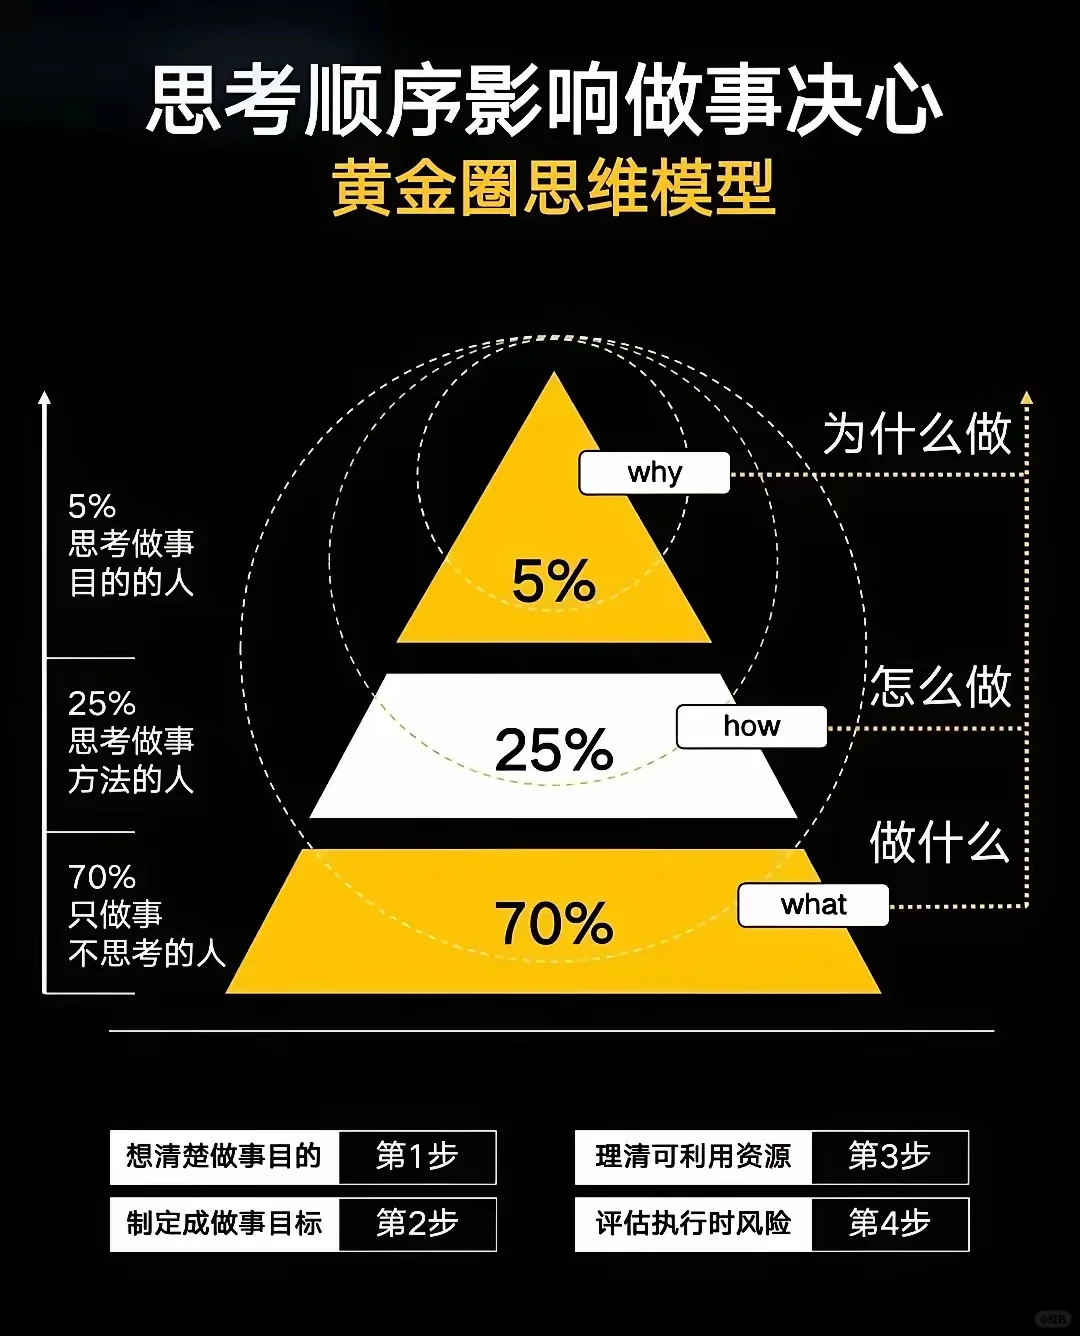 思考顺序影响做事决心
黄金圈思维模型
为什么做
why
5%
思考做事
目的的人
5%
怎么做
25%
思考做事
方法的人
how
25%
做什么
70%
只做事
不思考的人
what
70%
想清楚做事目的 第1步
理清可利用资源 第3步
制定成做事目标 第2步
评估执行时风险 第4步
小红书